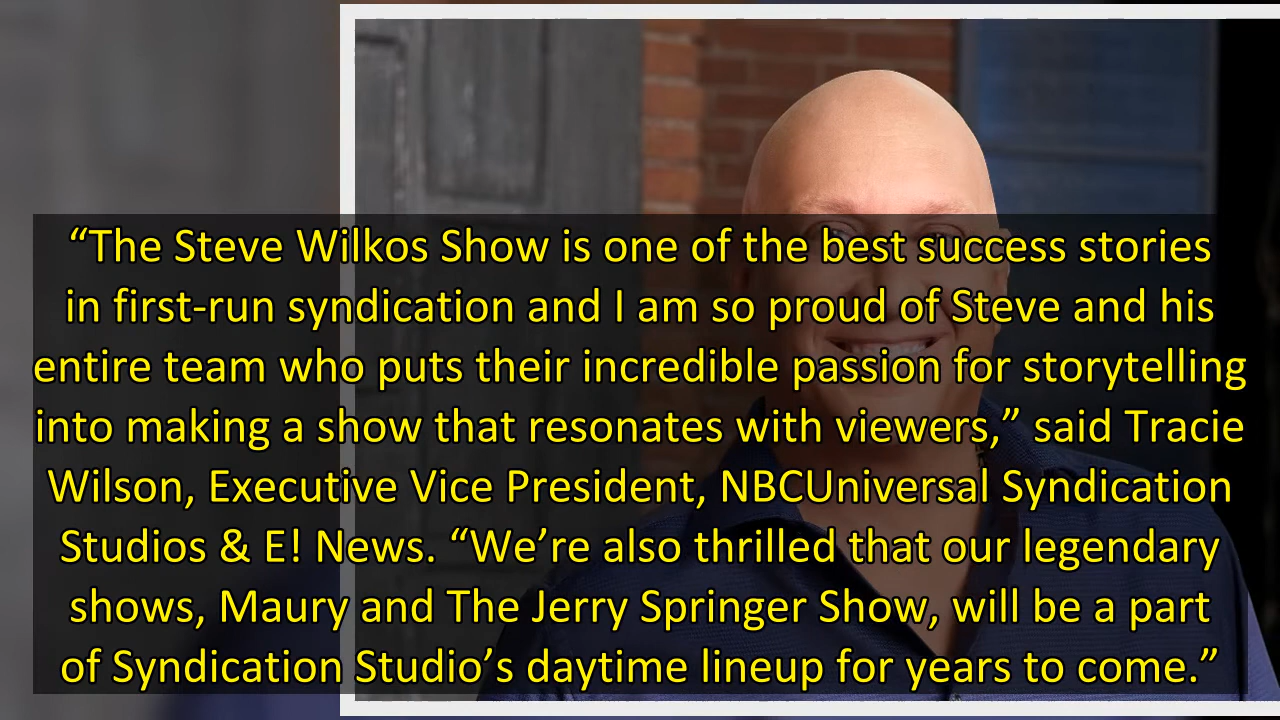 “The Steve Wilkos Show is one of the best success stories
in first-run syndication and I am so proud of Steve and his
entire team who puts their incredible passion for storytelling
into making a show that resonates with viewers,” said Tracie
Wilson, Executive Vice President, NBCUniversal Syndication
Studios & E! News. “We’re also thrilled that our legendary
shows, Maury and The Jerry Springer Show, will be a part
of Syndication Studio’s daytime lineup for years to come.”